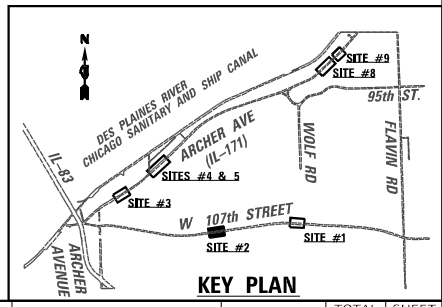 N
SITE #9
SITE #8
95th ST.
DES PLAINES RIVER
CHICAGO SANITARY AND SHIP CANAL
ARCHER AVE
(IL-171)
WOLF RD
FLAVIN RD
IL-83
SITES #4 & 5
SITE #3
W 107th STREET
SITE #2
SITE #1
ARCHER
AVENUE
KEY PLAN
TOTAL SHEET